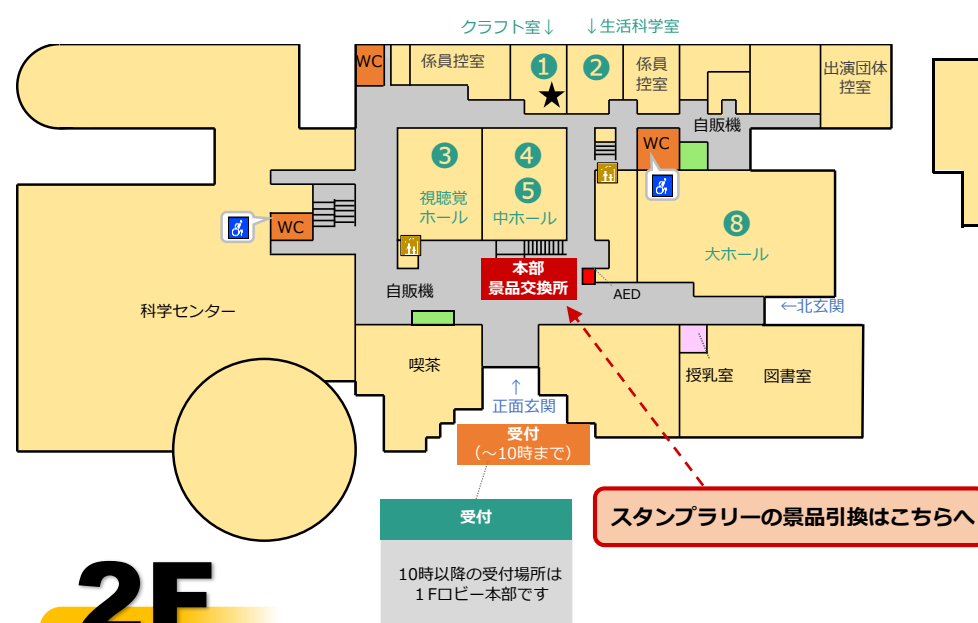 クラフト室↓
↓生活科学室
WC
係員控室
❶
★
❷
係員
控室
出演団体
控室
自販機
WC
❸
視聴覚
ホール
❹
❺
中ホール
❽
大ホール
WC
本部
景品交換所
AED
自販機
←北玄関
科学センター
喫茶
授乳室
図書室
↑
正面玄関
受付
（～10時まで）
スタンプラリーの景品引換はこちらへ
受付
10時以降の受付場所は
１Fロビー本部です
2F